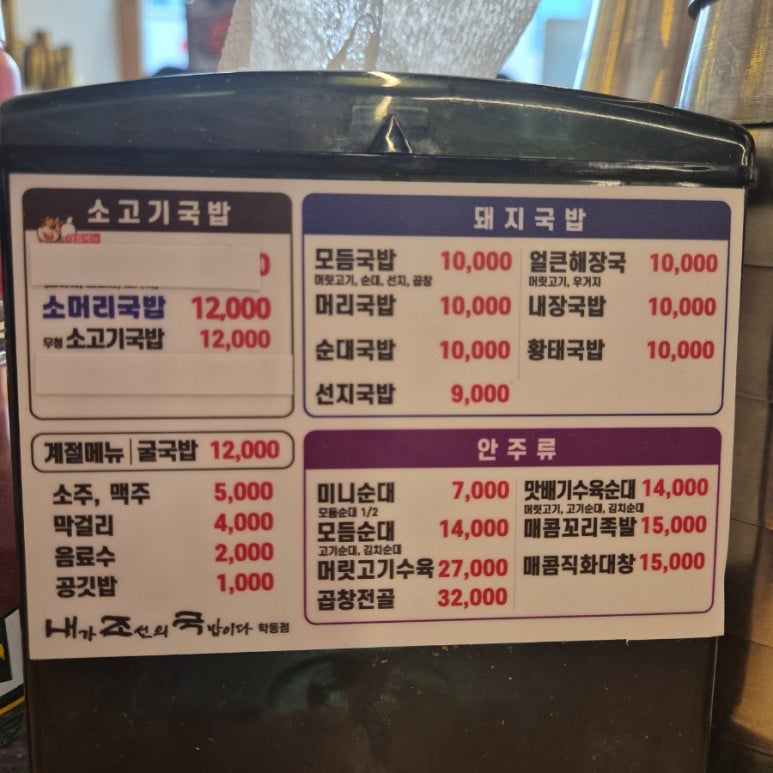 소고기국밥
소머리국밥 12,000
우청 소고기국밥 12,000
계절메뉴 굴국밥 12,000
소주, 맥주 5,000
막걸리 4,000
음료수 2,000
공깃밥 1,000
내가 조선의 국밥이다 학동점
돼지국밥
모듬국밥 10,000
머릿고기, 순대, 선지, 곱창
머리국밥 10,000
순대국밥 10,000
선지국밥 9,000
얼큰해장국 10,000
머릿고기, 우거지
내장국밥 10,000
황태국밥 10,000
안주류
미니순대 7,000
모듬순대 1/2
모듬순대 14,000
고기순대, 김치순대
머릿고기수육 27,000
곱창전골 32,000
맛배기수육순대 14,000
머릿고기, 고기순대, 김치순대
매콤꼬리족발 15,000
매콤직화대창 15,000